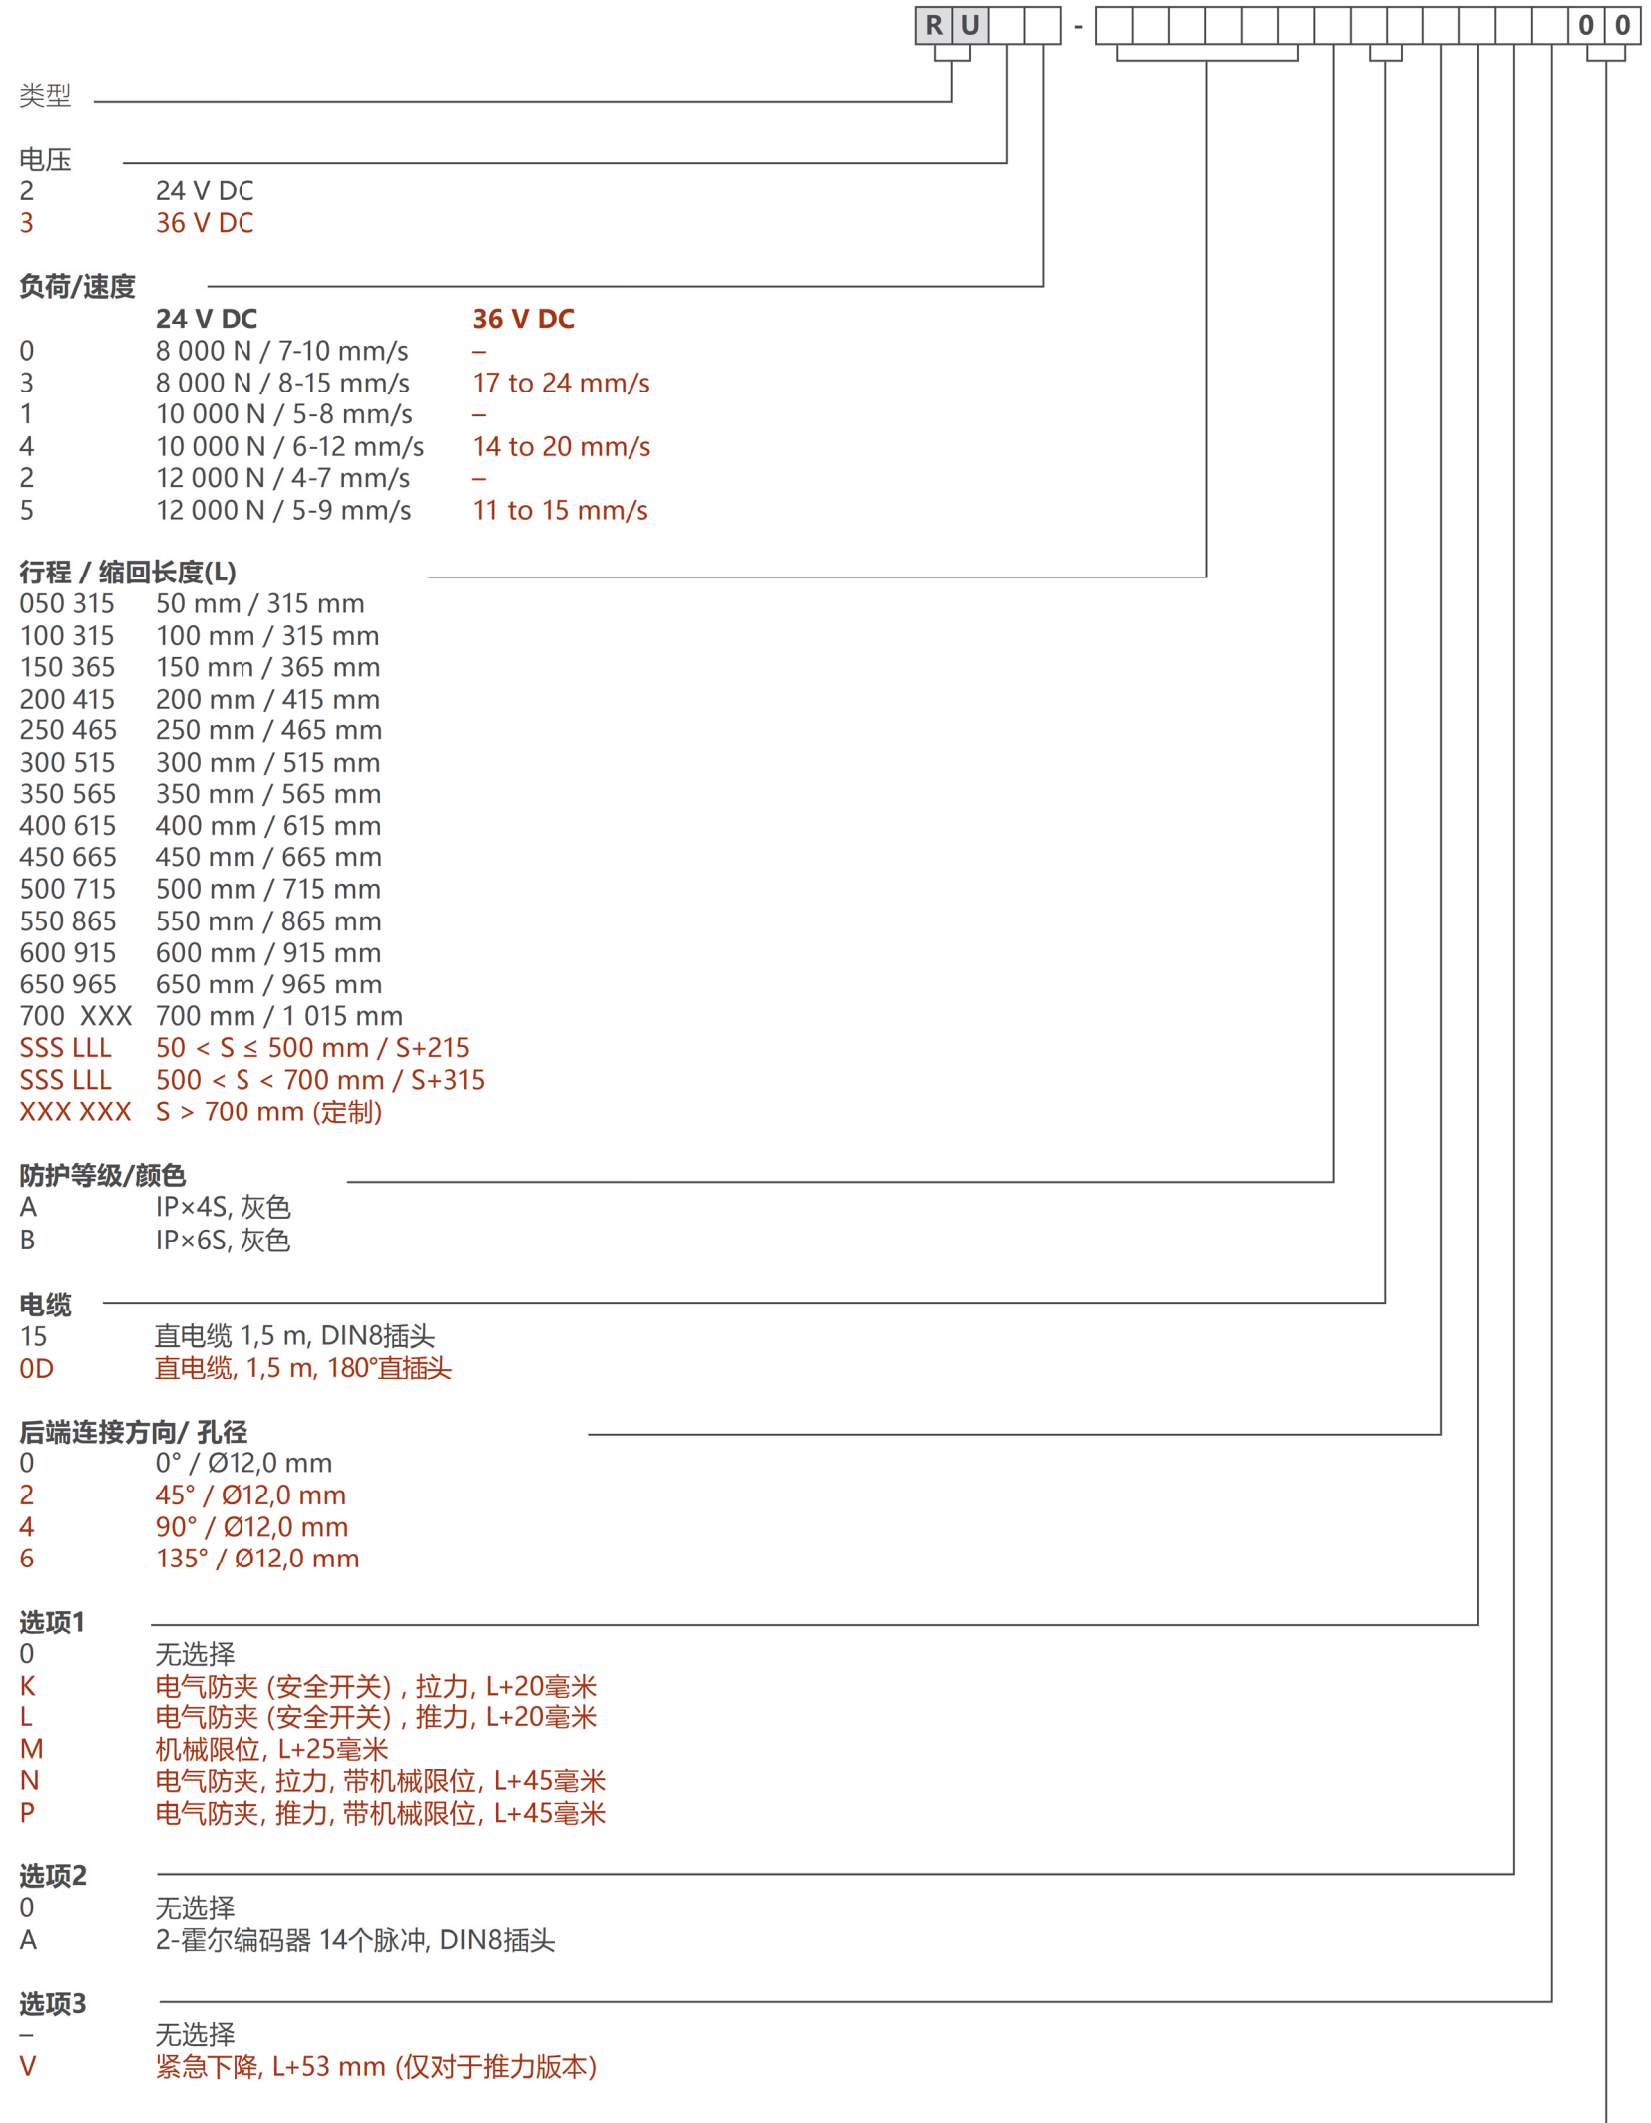 R U - 0 0
类型
电压
2 24 V DC
3 36 V DC
负荷/速度
24 V DC 36 V DC
0 8 000 N / 7-10 mm/s –
3 8 000 N / 8-15 mm/s 17 to 24 mm/s
1 10 000 N / 5-8 mm/s –
4 10 000 N / 6-12 mm/s 14 to 20 mm/s
2 12 000 N / 4-7 mm/s –
5 12 000 N / 5-9 mm/s 11 to 15 mm/s
行程 / 缩回长度(L)
050 315 50 mm / 315 mm
100 315 100 mm / 315 mm
150 365 150 mm / 365 mm
200 415 200 mm / 415 mm
250 465 250 mm / 465 mm
300 515 300 mm / 515 mm
350 565 350 mm / 565 mm
400 615 400 mm / 615 mm
450 665 450 mm / 665 mm
500 715 500 mm / 715 mm
550 865 550 mm / 865 mm
600 915 600 mm / 915 mm
650 965 650 mm / 965 mm
700 XXX 700 mm / 1 015 mm
SSS LLL 50 < S ≤ 500 mm / S+215
SSS LLL 500 < S < 700 mm / S+315
XXX XXX S > 700 mm (定制)
防护等级/颜色
A IP×4S, 灰色
B IP×6S, 灰色
电缆
15 直电缆 1,5 m, DIN8插头
0D 直电缆, 1,5 m, 180°直插头
后端连接方向/ 孔径
0 0° / Ø12,0 mm
2 45° / Ø12,0 mm
4 90° / Ø12,0 mm
6 135° / Ø12,0 mm
选项1
0 无选择
K 电气防夹 (安全开关) , 拉力, L+20毫米
L 电气防夹 (安全开关) , 推力, L+20毫米
M 机械限位, L+25毫米
N 电气防夹, 拉力, 带机械限位, L+45毫米
P 电气防夹, 推力, 带机械限位, L+45毫米
选项2
0 无选择
A 2-霍尔编码器 14个脉冲, DIN8插头
选项3
– 无选择
V 紧急下降, L+53 mm (仅对于推力版本)